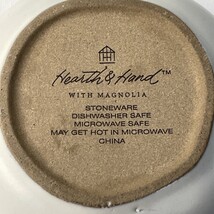 Hearth & Hand™
WITH MAGNOLIA
STONEWARE
DISHWASHER SAFE
MICROWAVE SAFE
MAY GET HOT IN MICROWAVE
CHINA